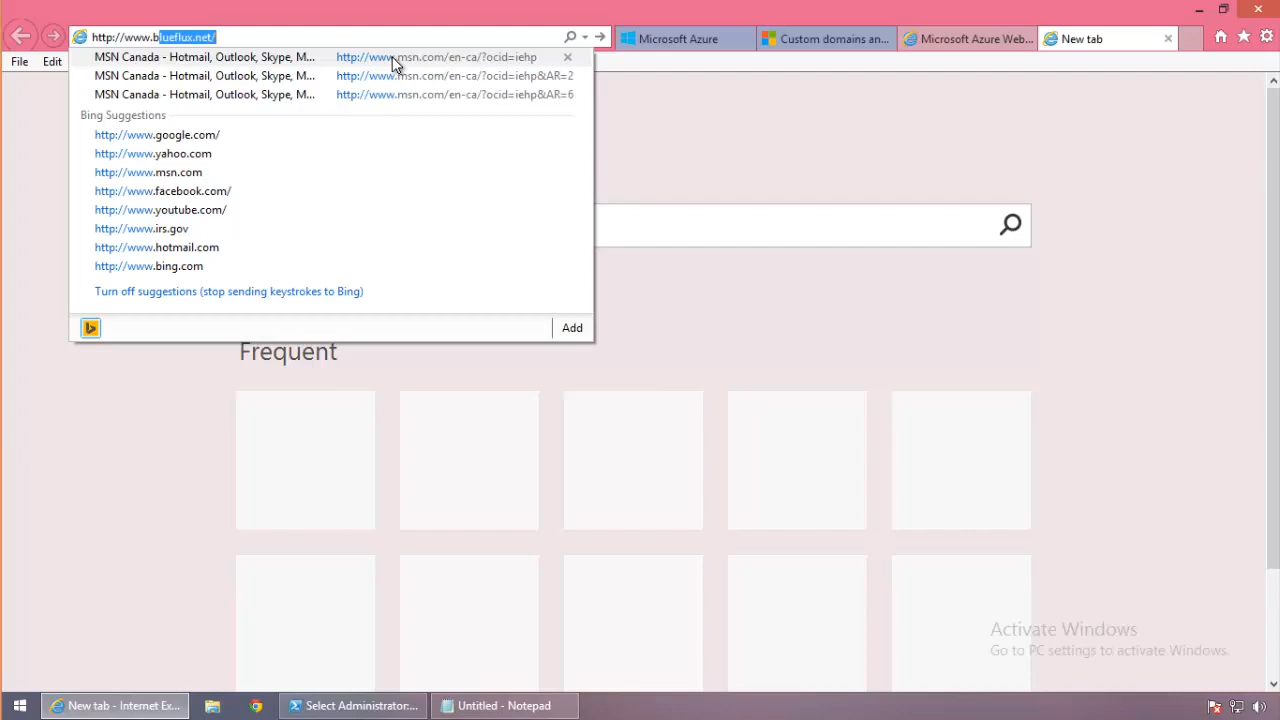 http://www.blueflux.net/
Microsoft Azure
Custom domains an...
Microsoft Azure Web...
New tab
File
Edit
MSN Canada - Hotmail, Outlook, Skype, M... http://www.msn.com/en-ca/?ocid=iehp
MSN Canada - Hotmail, Outlook, Skype, M... http://www.msn.com/en-ca/?ocid=iehp&AR=2
MSN Canada - Hotmail, Outlook, Skype, M... http://www.msn.com/en-ca/?ocid=iehp&AR=6
Bing Suggestions
http://www.google.com/
http://www.yahoo.com
http://www.msn.com
http://www.facebook.com/
http://www.youtube.com/
http://www.irs.gov
http://www.hotmail.com
http://www.bing.com
Turn off suggestions (stop sending keystrokes to Bing)
Add
Frequent
Activate Windows
Go to PC settings to activate Windows.
New tab - Internet Ex...
Select Administrator:...
Untitled - Notepad